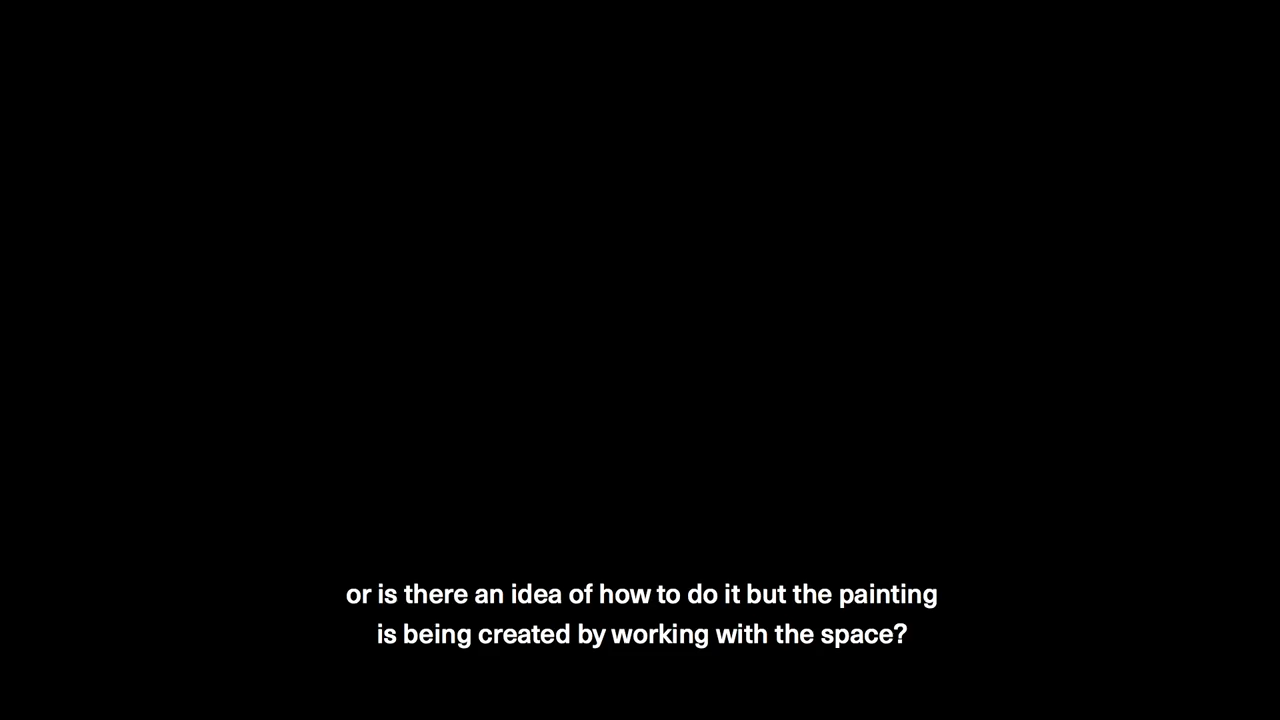 or is there an idea of how to do it but the painting
is being created by working with the space?